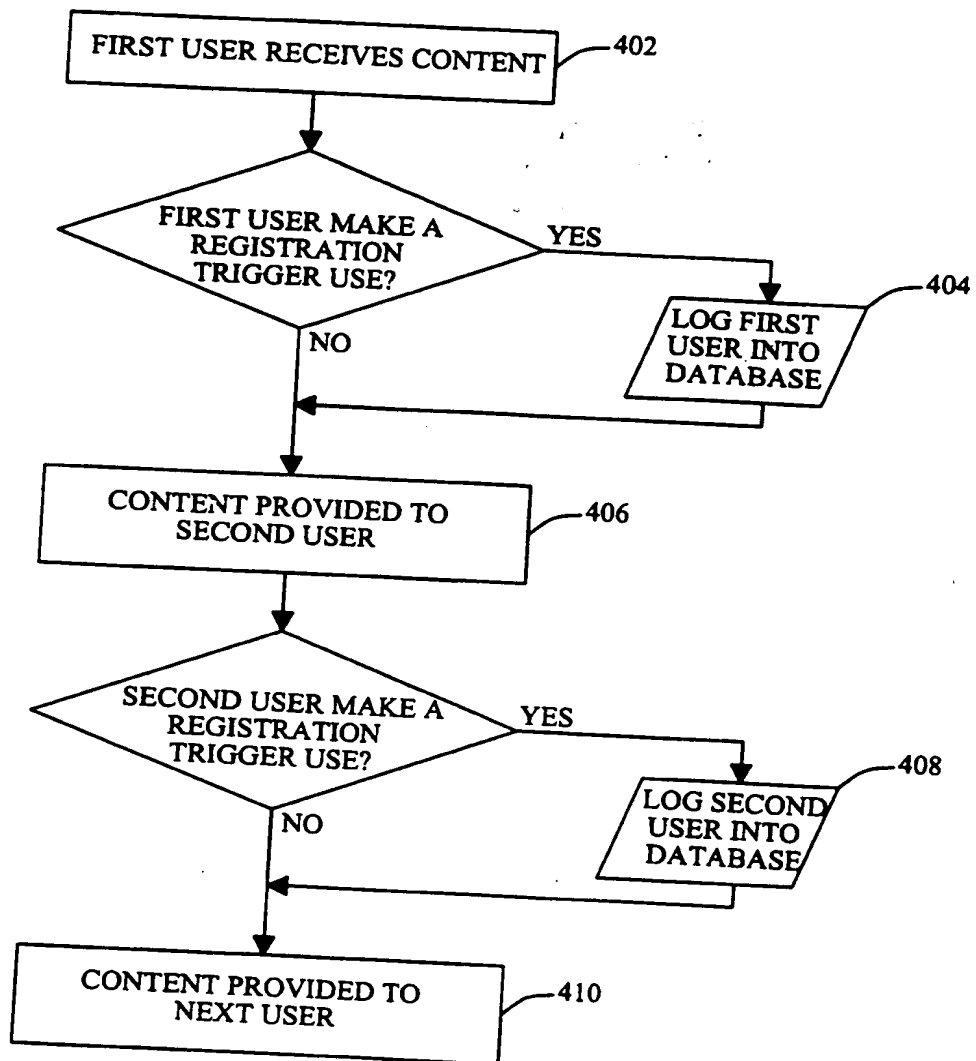 FIRST USER RECEIVES CONTENT
402
FIRST USER MAKE A
REGISTRATION
TRIGGER USE?
YES
NO
404
LOG FIRST
USER INTO
DATABASE
CONTENT PROVIDED TO
SECOND USER
406
SECOND USER MAKE A
REGISTRATION
TRIGGER USE?
YES
NO
408
LOG SECOND
USER INTO
DATABASE
CONTENT PROVIDED TO
NEXT USER
410